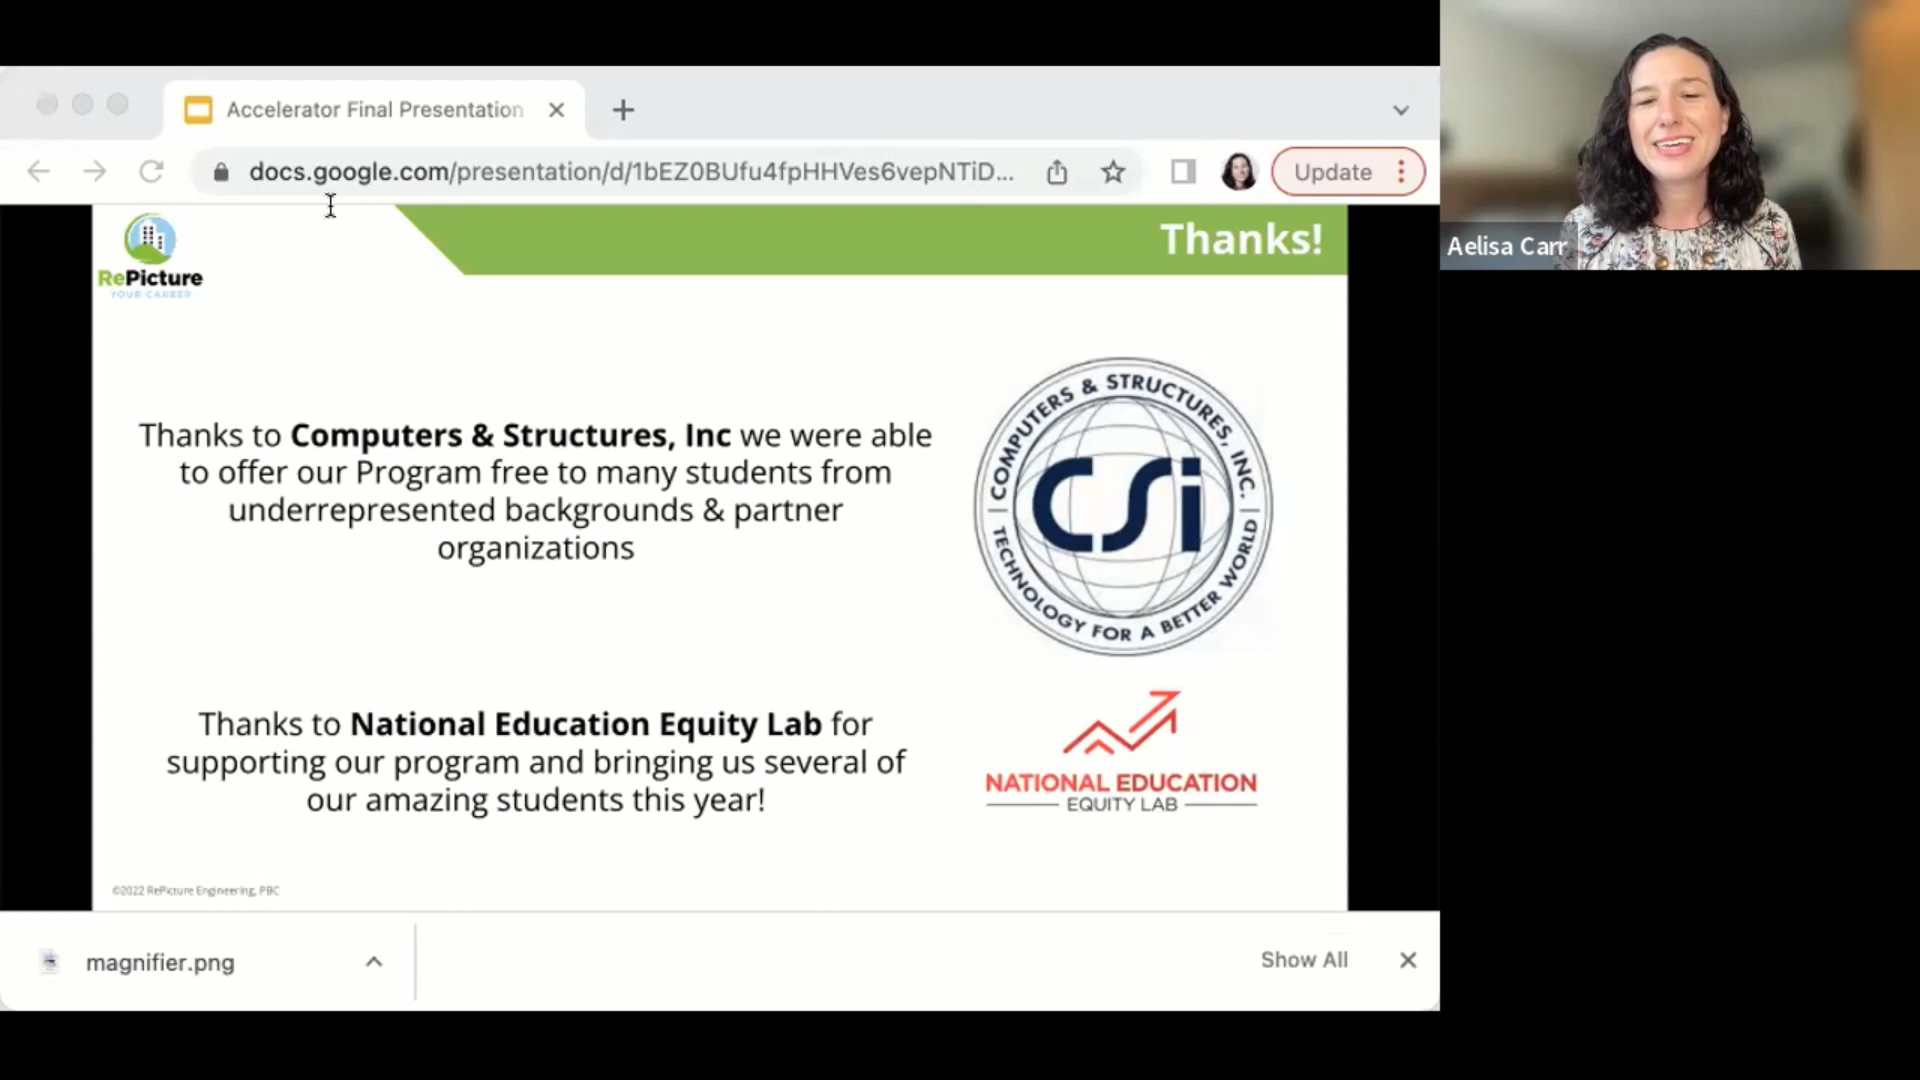 Accelerator Final Presentation
docs.google.com/presentation/d/1bEZ0BUfu4fpHHVes6vepNTiD...
Update
Aelisa Carr
RePicture
YOUR CAREER
Thanks!
Thanks to Computers & Structures, Inc we were able
to offer our Program free to many students from
underrepresented backgrounds & partner
organizations
COMPUTERS & STRUCTURES, INC.
CSi
TECHNOLOGY FOR A BETTER WORLD
Thanks to National Education Equity Lab for
supporting our program and bringing us several of
our amazing students this year!
NATIONAL EDUCATION
EQUITY LAB
©2022 RePicture Engineering, PBC
magnifier.png
Show All